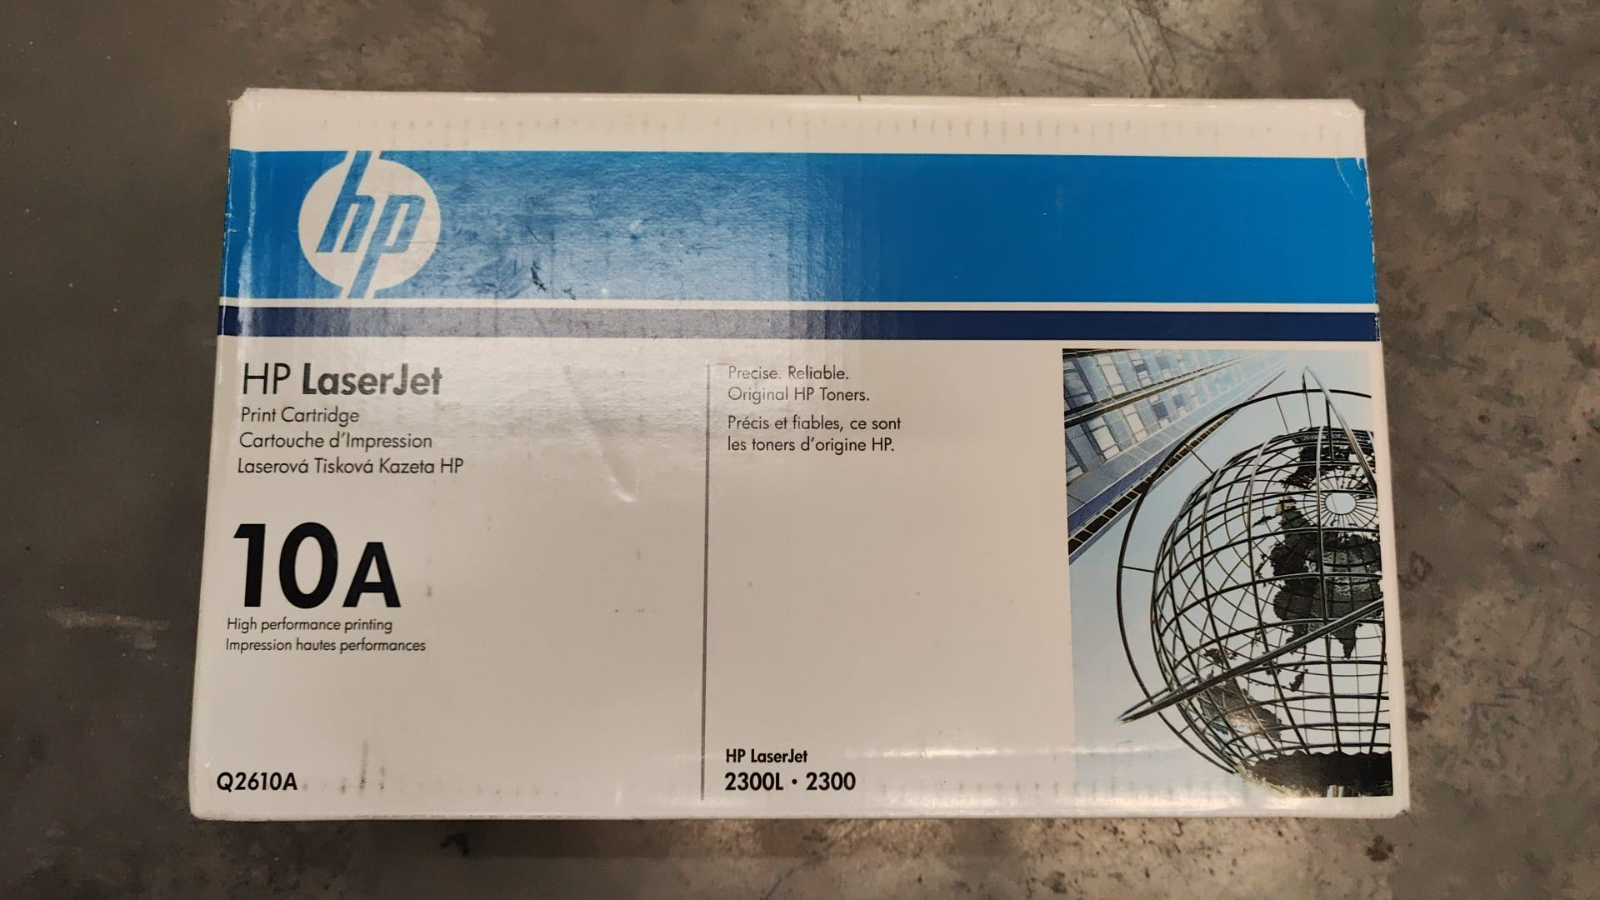 hp
HP LaserJet
Print Cartridge
Cartouche d'Impression
Laserová Tisková Kazeta HP
10A
High performance printing
Impression hautes performances
Q2610A
Precise. Reliable.
Original HP Toners.
Précis et fiables, ce sont
les toners d'origine HP.
HP LaserJet
2300L • 2300